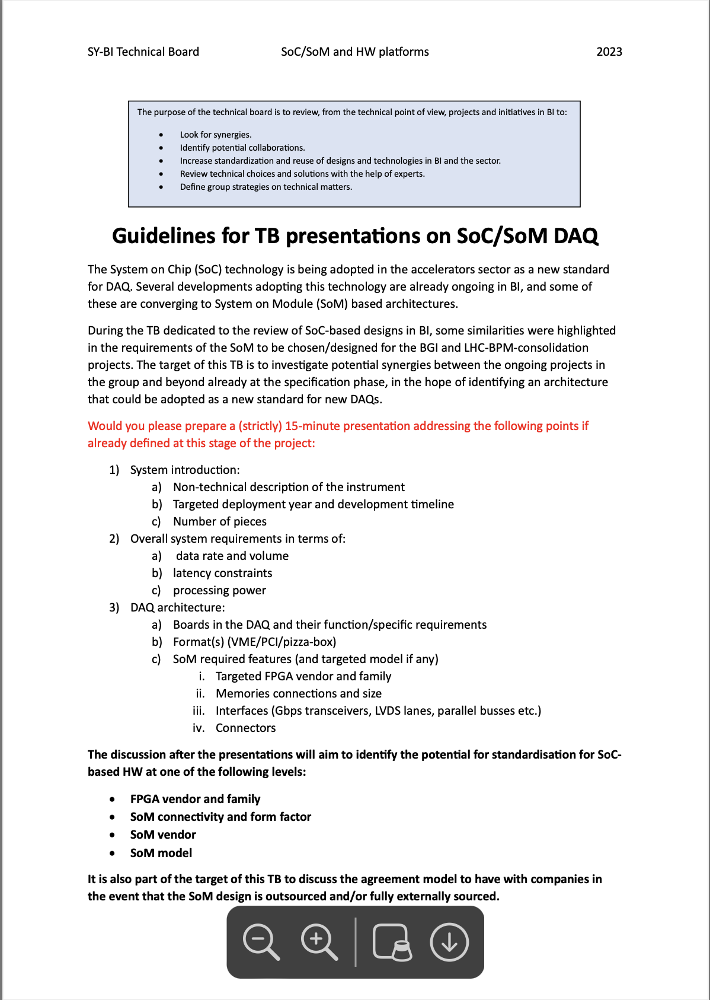 SY-BI Technical Board SoC/SoM and HW platforms 2023
The purpose of the technical board is to review, from the technical point of view, projects and initiatives in BI to:
• Look for synergies.
• Identify potential collaborations.
• Increase standardization and reuse of designs and technologies in BI and the sector.
• Review technical choices and solutions with the help of experts.
• Define group strategies on technical matters.
Guidelines for TB presentations on SoC/SoM DAQ
The System on Chip (SoC) technology is being adopted in the accelerators sector as a new standard
for DAQ. Several developments adopting this technology are already ongoing in BI, and some of
these are converging to System on Module (SoM) based architectures.
During the TB dedicated to the review of SoC-based designs in BI, some similarities were highlighted
in the requirements of the SoM to be chosen/designed for the BGI and LHC-BPM-consolidation
projects. The target of this TB is to investigate potential synergies between the ongoing projects in
the group and beyond already at the specification phase, in the hope of identifying an architecture
that could be adopted as a new standard for new DAQs.
Would you please prepare a (strictly) 15-minute presentation addressing the following points if
already defined at this stage of the project:
1) System introduction:
a) Non-technical description of the instrument
b) Targeted deployment year and development timeline
c) Number of pieces
2) Overall system requirements in terms of:
a) data rate and volume
b) latency constraints
c) processing power
3) DAQ architecture:
a) Boards in the DAQ and their function/specific requirements
b) Format(s) (VME/PCI/pizza-box)
c) SoM required features (and targeted model if any)
i. Targeted FPGA vendor and family
ii. Memories connections and size
iii. Interfaces (Gbps transceivers, LVDS lanes, parallel busses etc.)
iv. Connectors
The discussion after the presentations will aim to identify the potential for standardisation for SoC-
based HW at one of the following levels:
• FPGA vendor and family
• SoM connectivity and form factor
• SoM vendor
• SoM model
It is also part of the target of this TB to discuss the agreement model to have with companies in
the event that the SoM design is outsourced and/or fully externally sourced.